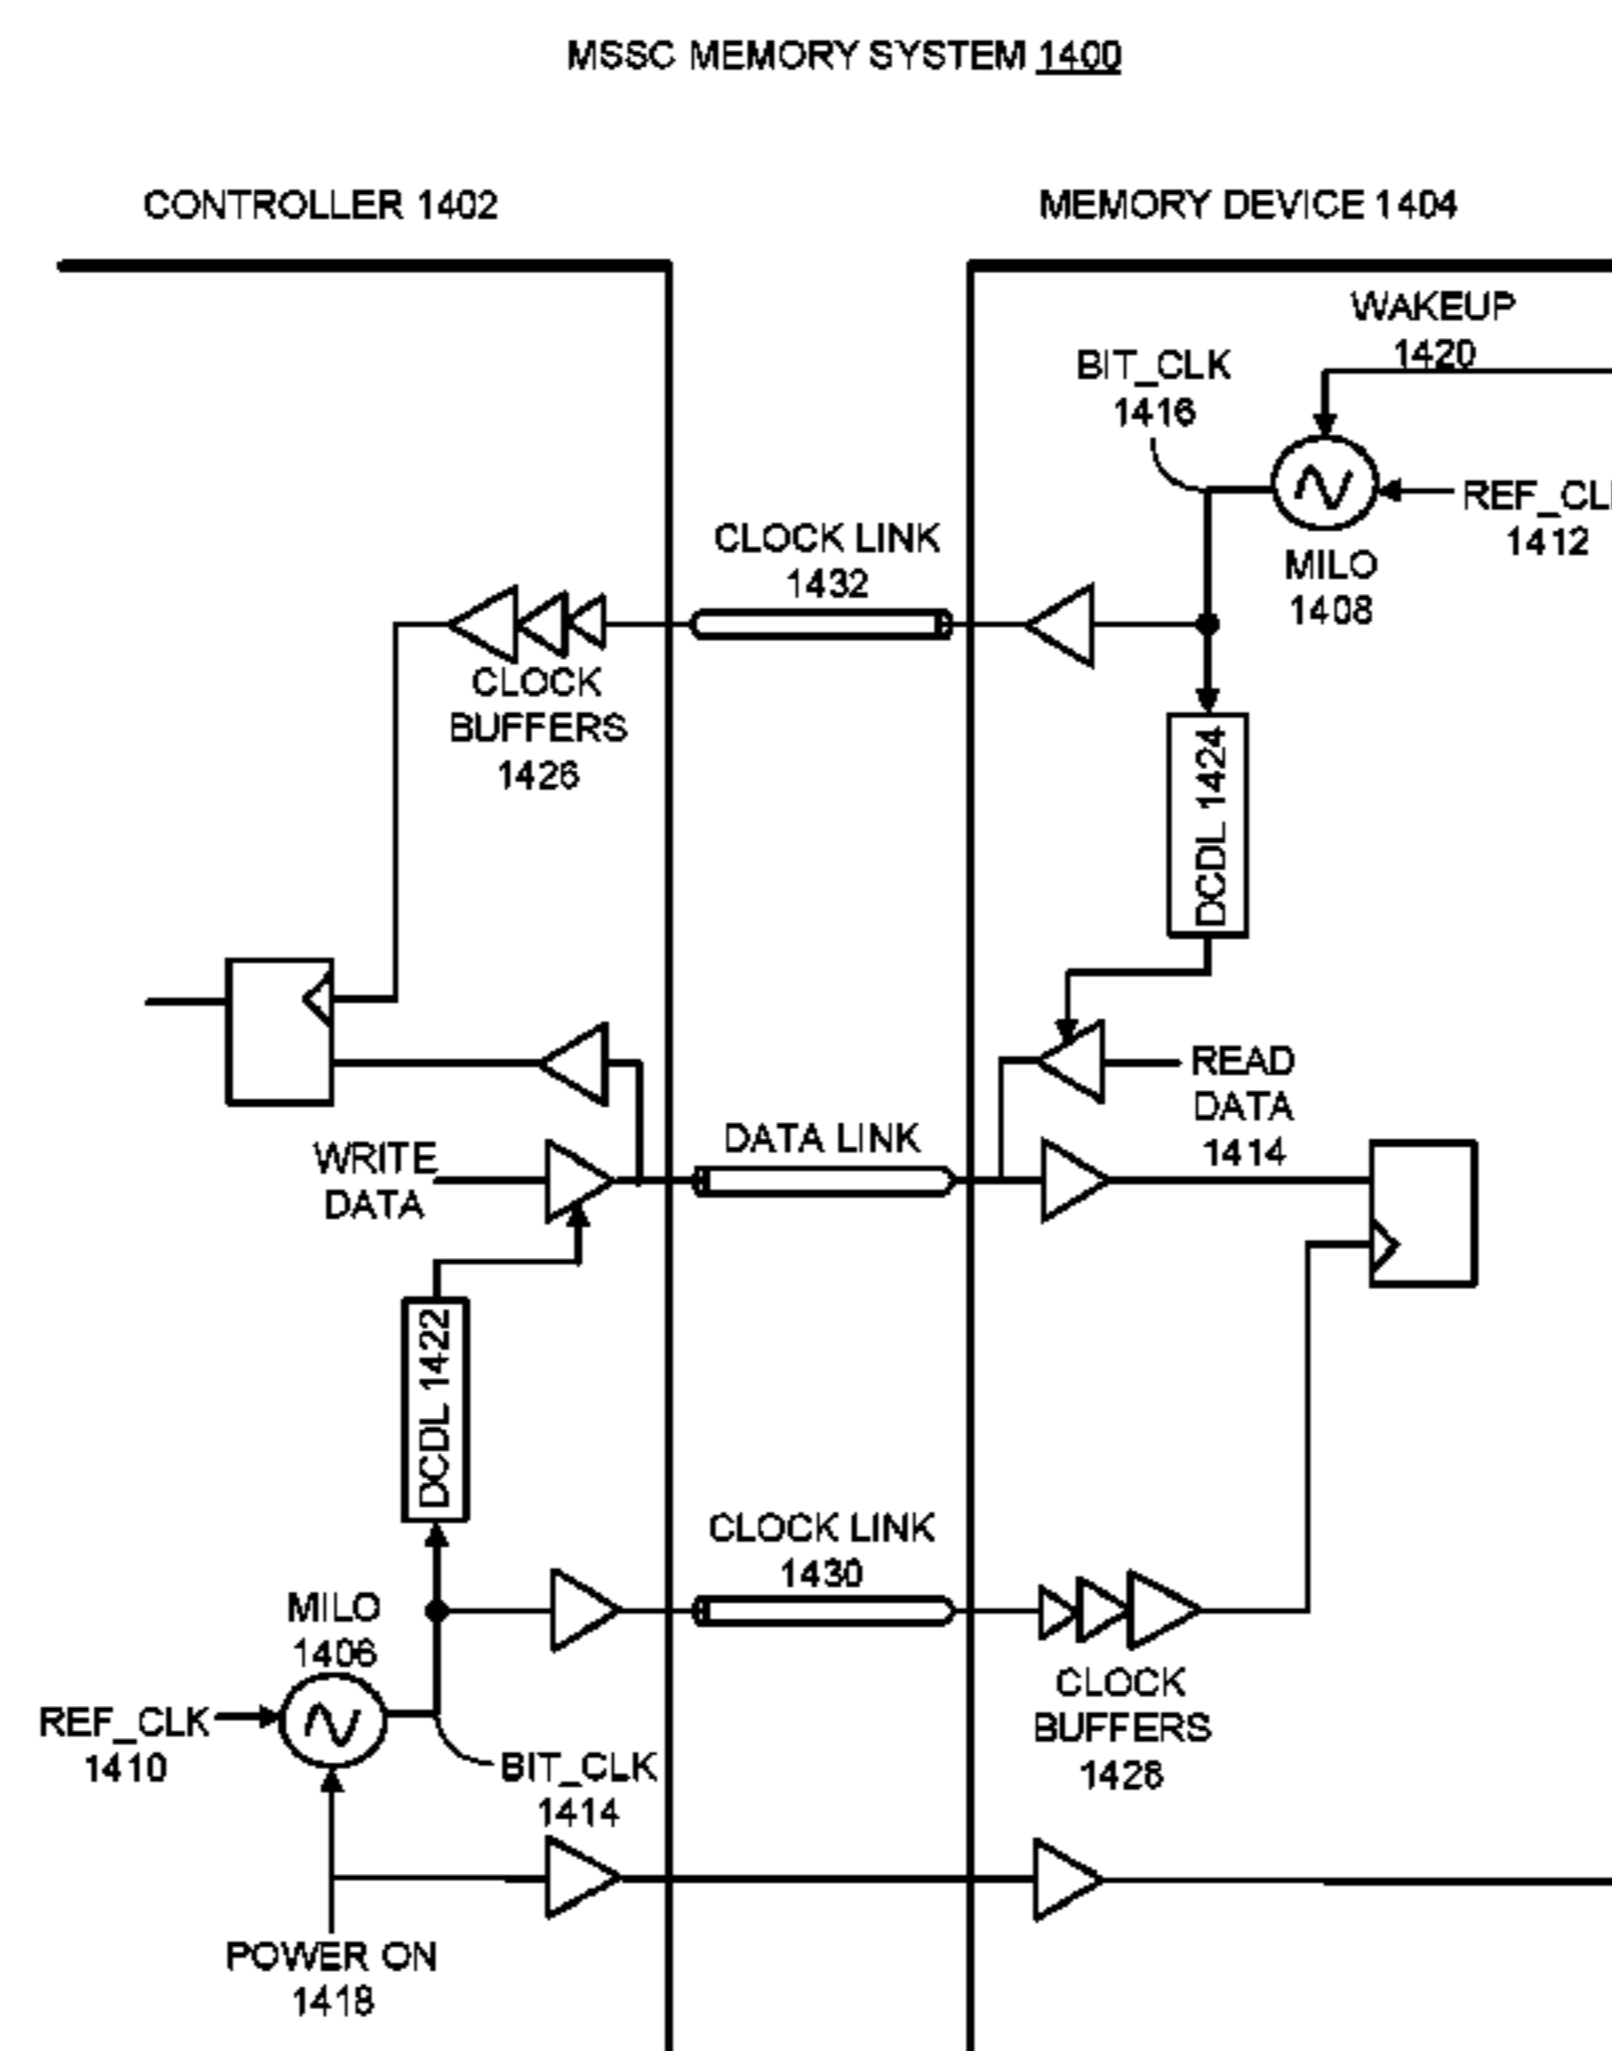 MSSC MEMORY SYSTEM 1400
CONTROLLER 1402
MEMORY DEVICE 1404
WAKEUP
1420
BIT_CLK
1416
REF_CL
1412
MILO
1408
CLOCK LINK
1432
CLOCK
BUFFERS
1426
DCDL 1424
READ
DATA
1414
DATA LINK
WRITE
DATA
DCDL 1422
CLOCK LINK
1430
MILO
1406
CLOCK
BUFFERS
1428
REF_CLK
1410
BIT_CLK
1414
POWER ON
1418